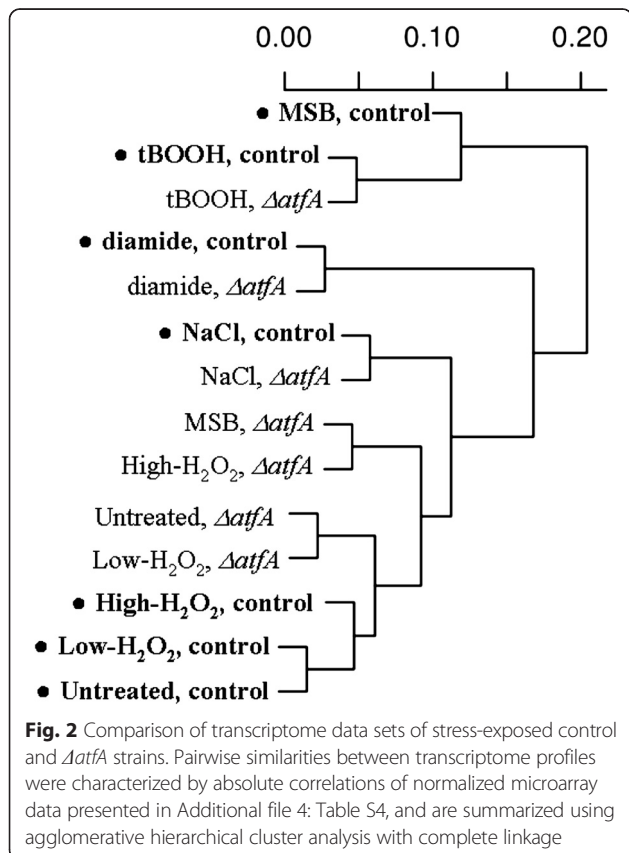 0.00 0.10 0.20
● MSB, control
● tBOOH, control
tBOOH, ΔatfA
● diamide, control
diamide, ΔatfA
● NaCl, control
NaCl, ΔatfA
MSB, ΔatfA
High-H₂O₂, ΔatfA
Untreated, ΔatfA
Low-H₂O₂, ΔatfA
● High-H₂O₂, control
● Low-H₂O₂, control
● Untreated, control
Fig. 2 Comparison of transcriptome data sets of stress-exposed control
and ΔatfA strains. Pairwise similarities between transcriptome profiles
were characterized by absolute correlations of normalized microarray
data presented in Additional file 4: Table S4, and are summarized using
agglomerative hierarchical cluster analysis with complete linkage